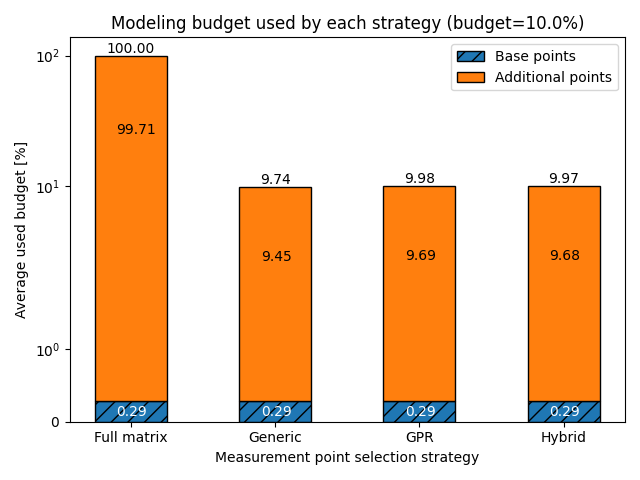 Modeling budget used by each strategy (budget=10.0%)
Base points
Additional points
Average used budget [%]
10²
10¹
10⁰
0
100.00
99.71
0.29
9.74
9.45
0.29
9.98
9.69
0.29
9.97
9.68
0.29
Full matrix
Generic
GPR
Hybrid
Measurement point selection strategy